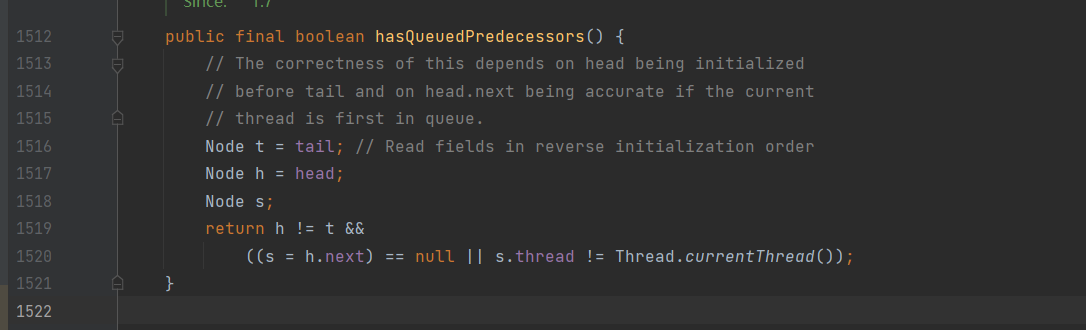 Since: 1.7
1512 public final boolean hasQueuedPredecessors() {
1513 // The correctness of this depends on head being initialized
1514 // before tail and on head.next being accurate if the current
1515 // thread is first in queue.
1516 Node t = tail; // Read fields in reverse initialization order
1517 Node h = head;
1518 Node s;
1519 return h != t &&
1520 ((s = h.next) == null || s.thread != Thread.currentThread());
1521 }
1522